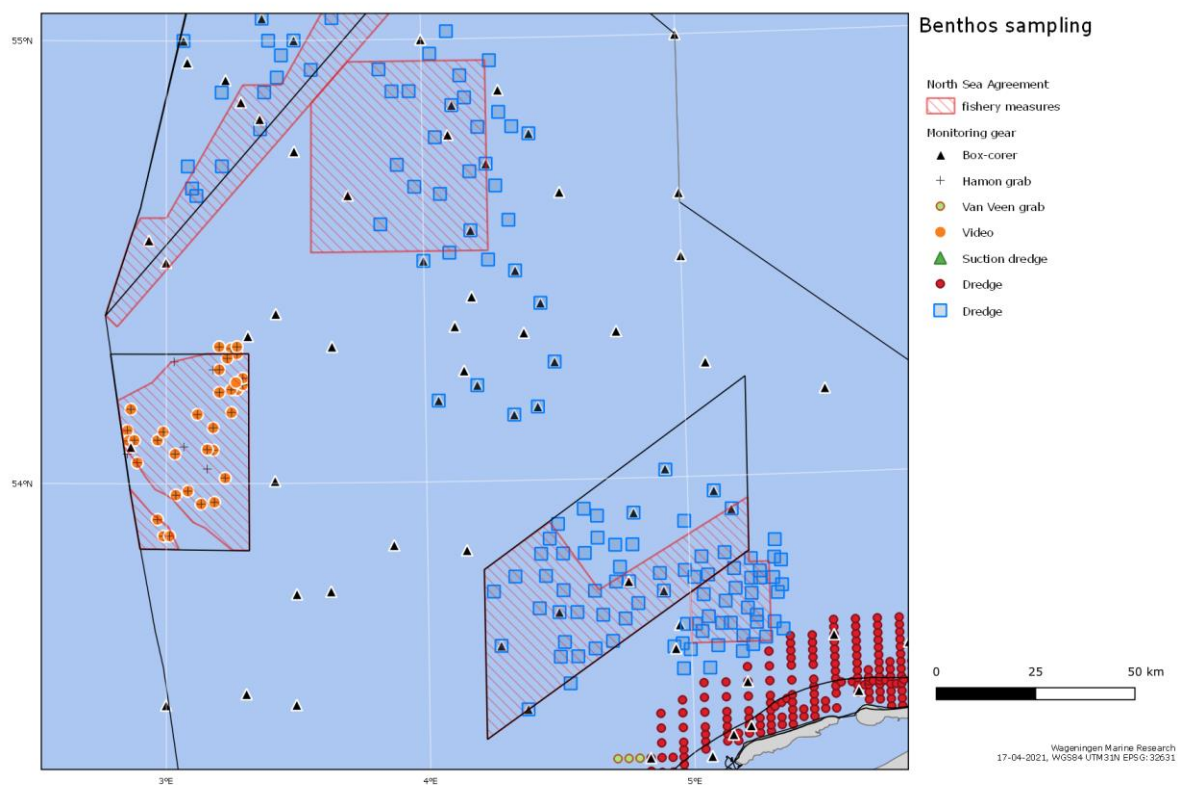 Benthos sampling
North Sea Agreement
fishery measures
Monitoring gear
Box-corer
Hamon grab
Van Veen grab
Video
Suction dredge
Dredge
Dredge
0 25 50 km
Wageningen Marine Research
17-04-2021, WGS84 UTM31N EPSG:32631
55°N
54°N
3°E 4°E 5°E